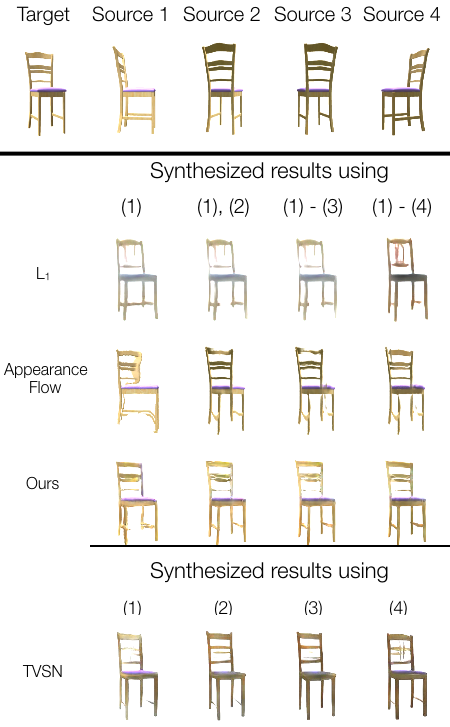 Target Source 1 Source 2 Source 3 Source 4
Synthesized results using
(1) (1), (2) (1) - (3) (1) - (4)
L1
Appearance
Flow
Ours
Synthesized results using
(1) (2) (3) (4)
TVSN